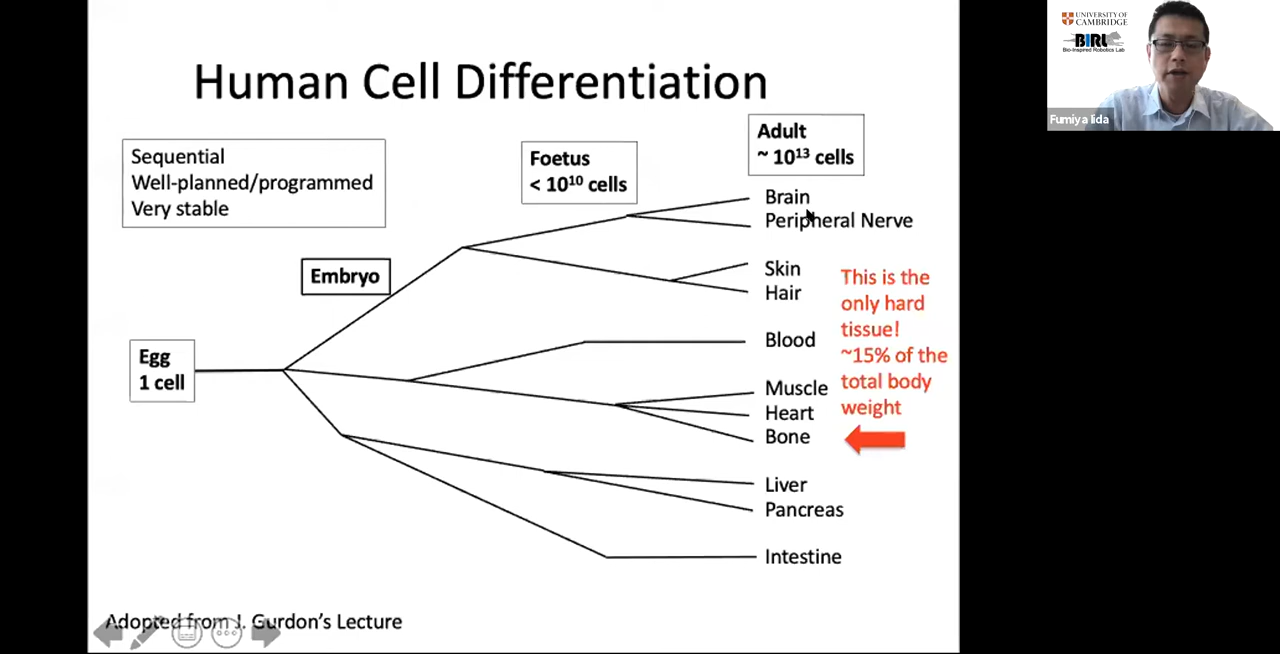 Human Cell Differentiation
Sequential
Well-planned/programmed
Very stable
Foetus
< 10¹⁰ cells
Adult
~ 10¹³ cells
Embryo
Egg
1 cell
Brain
Peripheral Nerve
Skin
Hair
Blood
Muscle
Heart
Bone
Liver
Pancreas
Intestine
This is the
only hard
tissue!
~15% of the
total body
weight
Adopted from J. Gurdon's Lecture
UNIVERSITY OF
CAMBRIDGE
BIRL
Bio-Inspired Robotics Lab
Fumiya Iida